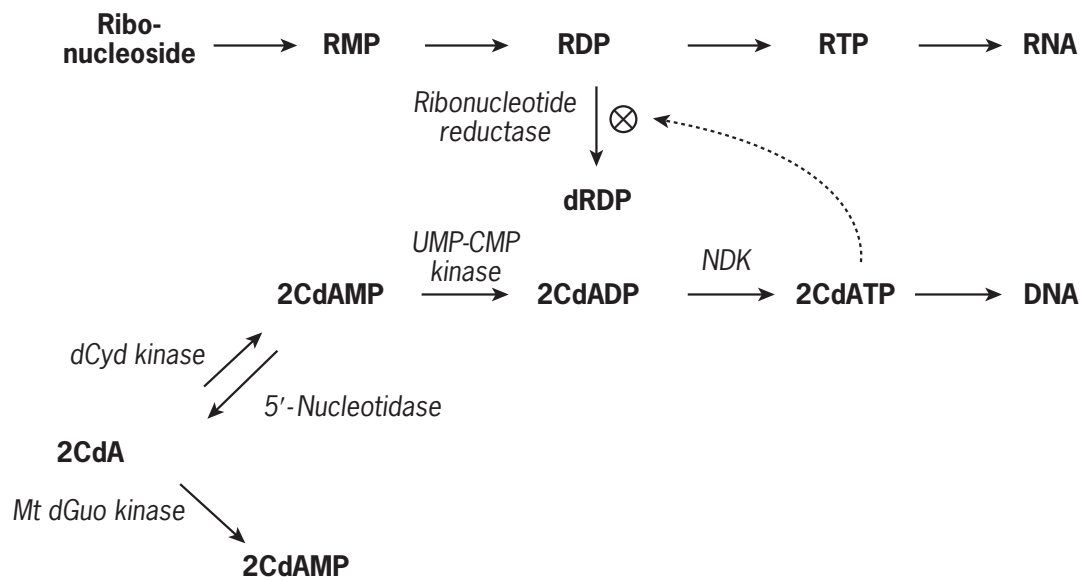 Ribo-
nucleoside
RMP
RDP
RTP
RNA
Ribonucleotide
reductase
dRDP
UMP-CMP
kinase
NDK
2CdAMP
2CdADP
2CdATP
DNA
dCyd kinase
5′-Nucleotidase
2CdA
Mt dGuo kinase
2CdAMP